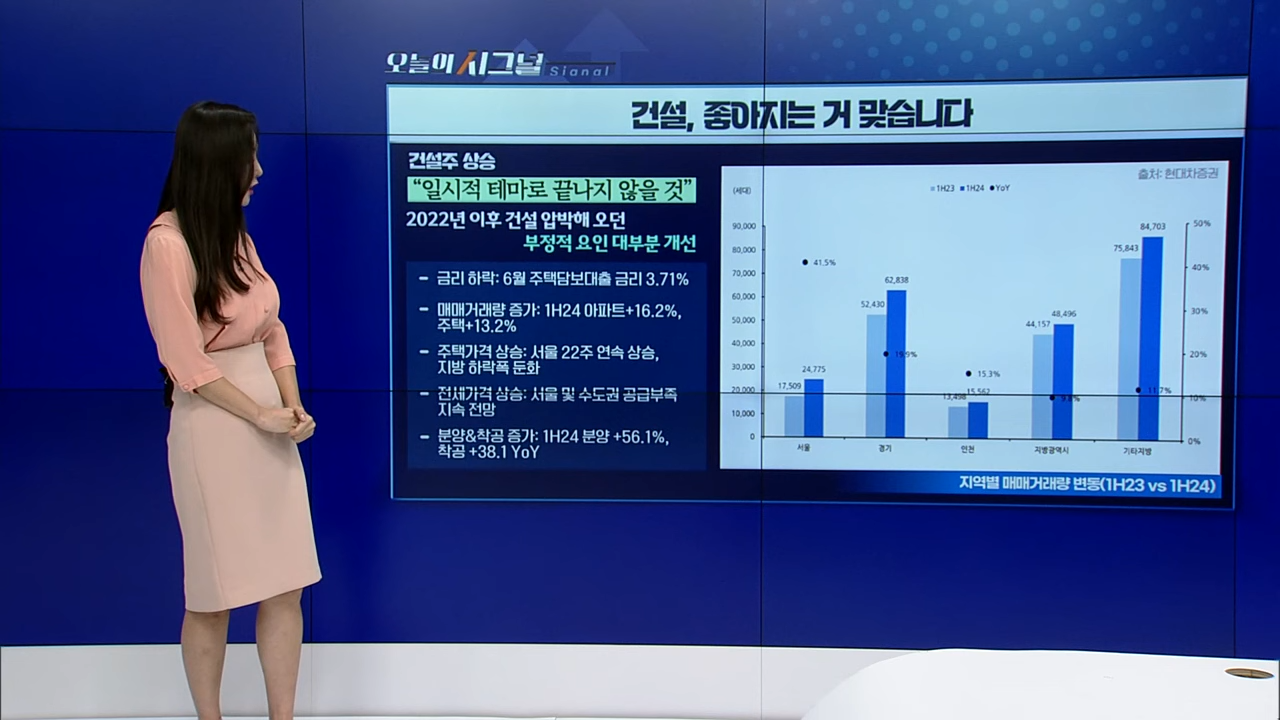 오늘의 시그널
Signal
건설, 좋아지는 거 맞습니다
건설주 상승
“일시적 테마로 끝나지 않을 것”
2022년 이후 건설 압박해 오던
부정적 요인 대부분 개선
- 금리 하락: 6월 주택담보대출 금리 3.71%
- 매매거래량 증가: 1H24 아파트+16.2%,
주택+13.2%
- 주택가격 상승: 서울 22주 연속 상승,
지방 하락폭 둔화
- 전세가격 상승: 서울 및 수도권 공급부족
지속 전망
- 분양&착공 증가: 1H24 분양 +56.1%,
착공 +38.1 YoY
출처: 현대차증권
(세대)
1H23 1H24 YoY
90,000
80,000
70,000
60,000
50,000
40,000
30,000
20,000
10,000
0
50%
40%
30%
20%
10%
0%
17,509
24,775
41.5%
52,430
62,838
19.9%
13,498
15,562
15.3%
44,157
48,496
9.8%
75,843
84,703
11.7%
서울 경기 인천 지방광역시 기타지방
지역별 매매거래량 변동(1H23 vs 1H24)